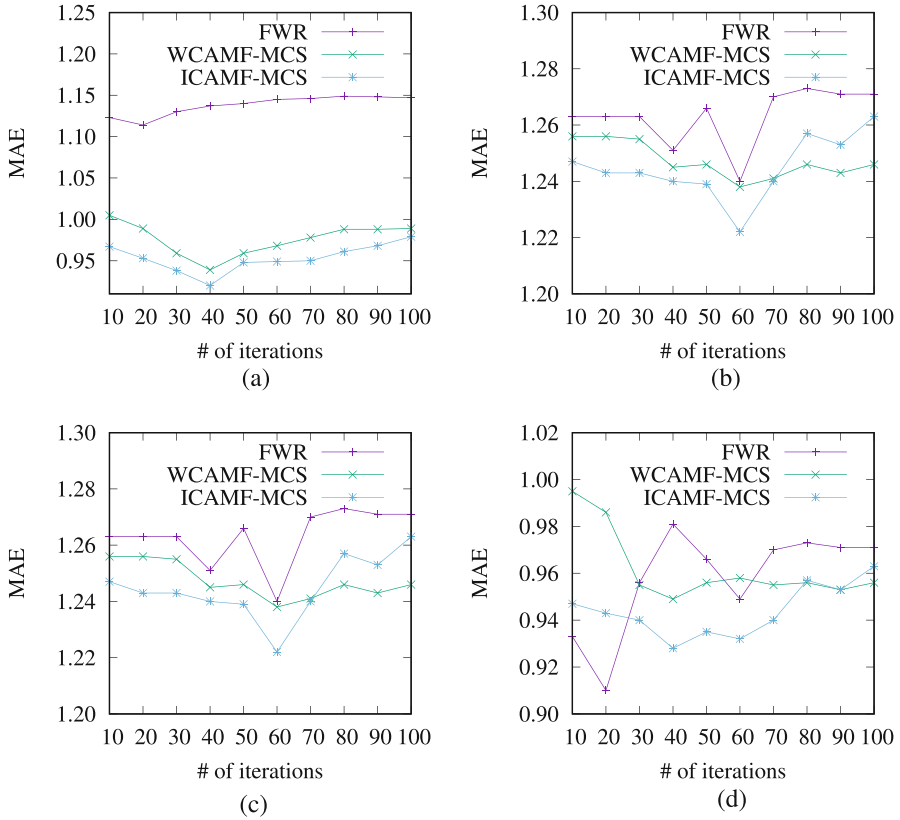 1.25
1.20
1.15
1.10
1.05
1.00
0.95
MAE
FWR
WCAMF-MCS
ICAMF-MCS
10 20 30 40 50 60 70 80 90 100
# of iterations
(a)
1.30
1.28
1.26
1.24
1.22
1.20
MAE
FWR
WCAMF-MCS
ICAMF-MCS
10 20 30 40 50 60 70 80 90 100
# of iterations
(b)
1.30
1.28
1.26
1.24
1.22
1.20
MAE
FWR
WCAMF-MCS
ICAMF-MCS
10 20 30 40 50 60 70 80 90 100
# of iterations
(c)
1.02
1.00
0.98
0.96
0.94
0.92
0.90
MAE
FWR
WCAMF-MCS
ICAMF-MCS
10 20 30 40 50 60 70 80 90 100
# of iterations
(d)